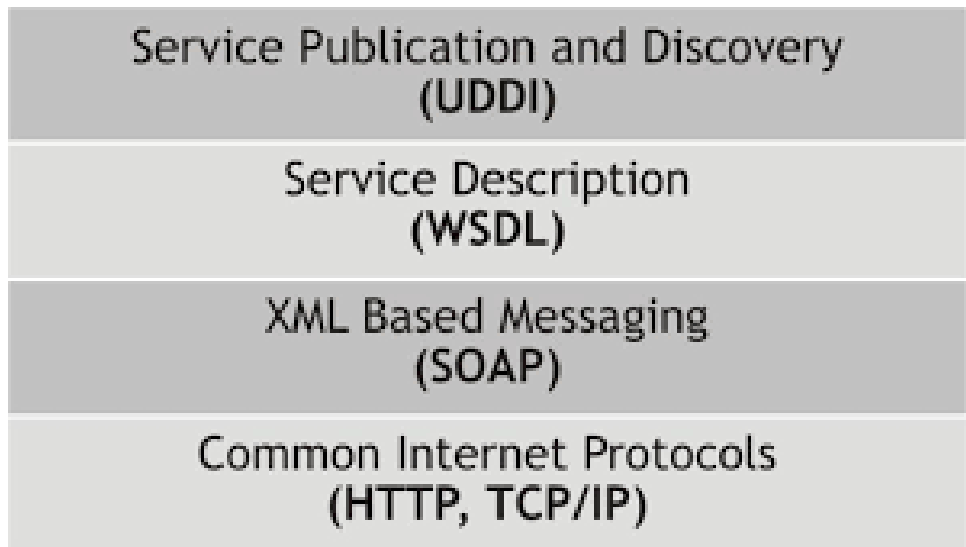 Service Publication and Discovery
(UDDI)
Service Description
(WSDL)
XML Based Messaging
(SOAP)
Common Internet Protocols
(HTTP, TCP/IP)